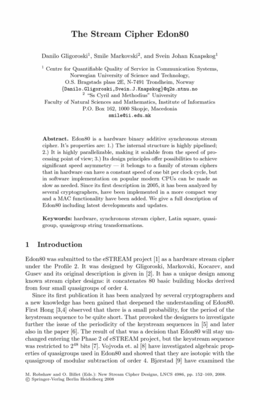 The Stream Cipher Edon80
Danilo Gligoroski¹, Smile Markovski², and Svein Johan Knapskog¹
¹ Centre for Quantifiable Quality of Service in Communication Systems,
Norwegian University of Science and Technology,
O.S. Bragstads plass 2E, N-7491 Trondheim, Norway
{Danilo.Gligoroski,Svein.J.Knapskog}@q2s.ntnu.no
² "Ss Cyril and Methodius" University
Faculty of Natural Sciences and Mathematics, Institute of Informatics
P.O. Box 162, 1000 Skopje, Macedonia
smile@ii.edu.mk
Abstract. Edon80 is a hardware binary additive synchronous stream
cipher. It's properties are: 1.) The internal structure is highly pipelined;
2.) It is highly parallelizable, making it scalable from the speed of pro-
cessing point of view; 3.) Its design principles offer possibilities to achieve
significant speed asymmetry — it belongs to a family of stream ciphers
that in hardware can have a constant speed of one bit per clock cycle, but
in software implementation on popular modern CPUs can be made as
slow as needed. Since its first description in 2005, it has been analyzed by
several cryptographers, have been implemented in a more compact way
and a MAC functionality have been added. We give a full description of
Edon80 including latest developments and updates.
Keywords: hardware, synchronous stream cipher, Latin square, quasi-
group, quasigroup string transformations.
1 Introduction
Edon80 was submitted to the eSTREAM project [1] as a hardware stream cipher
under the Profile 2. It was designed by Gligoroski, Markovski, Kocarev, and
Gusev and its original description is given in [2]. It has a unique design among
known stream cipher designs; it concatenates 80 basic building blocks derived
from four small quasigroups of order 4.
Since its first publication it has been analyzed by several cryptographers and
a new knowledge has been gained that deepened the understanding of Edon80.
First Hong [3,4] observed that there is a small probability, for the period of the
keystream sequence to be quite short. That provoked the designers to investigate
further the issue of the periodicity of the keystream sequences in [5] and later
also in the paper [6]. The result of that was a decision that Edon80 will stay un-
changed entering the Phase 2 of eSTREAM project, but the keystream sequence
was restricted to 2⁴⁸ bits [7]. Vojvoda et. al [8] have investigated algebraic prop-
erties of quasigroups used in Edon80 and showed that they are isotopic with the
quasigroup of modular subtraction of order 4. Hjorstad [9] have examined the
M. Robshaw and O. Billet (Eds.): New Stream Cipher Designs, LNCS 4986, pp. 152–169, 2008.
© Springer-Verlag Berlin Heidelberg 2008